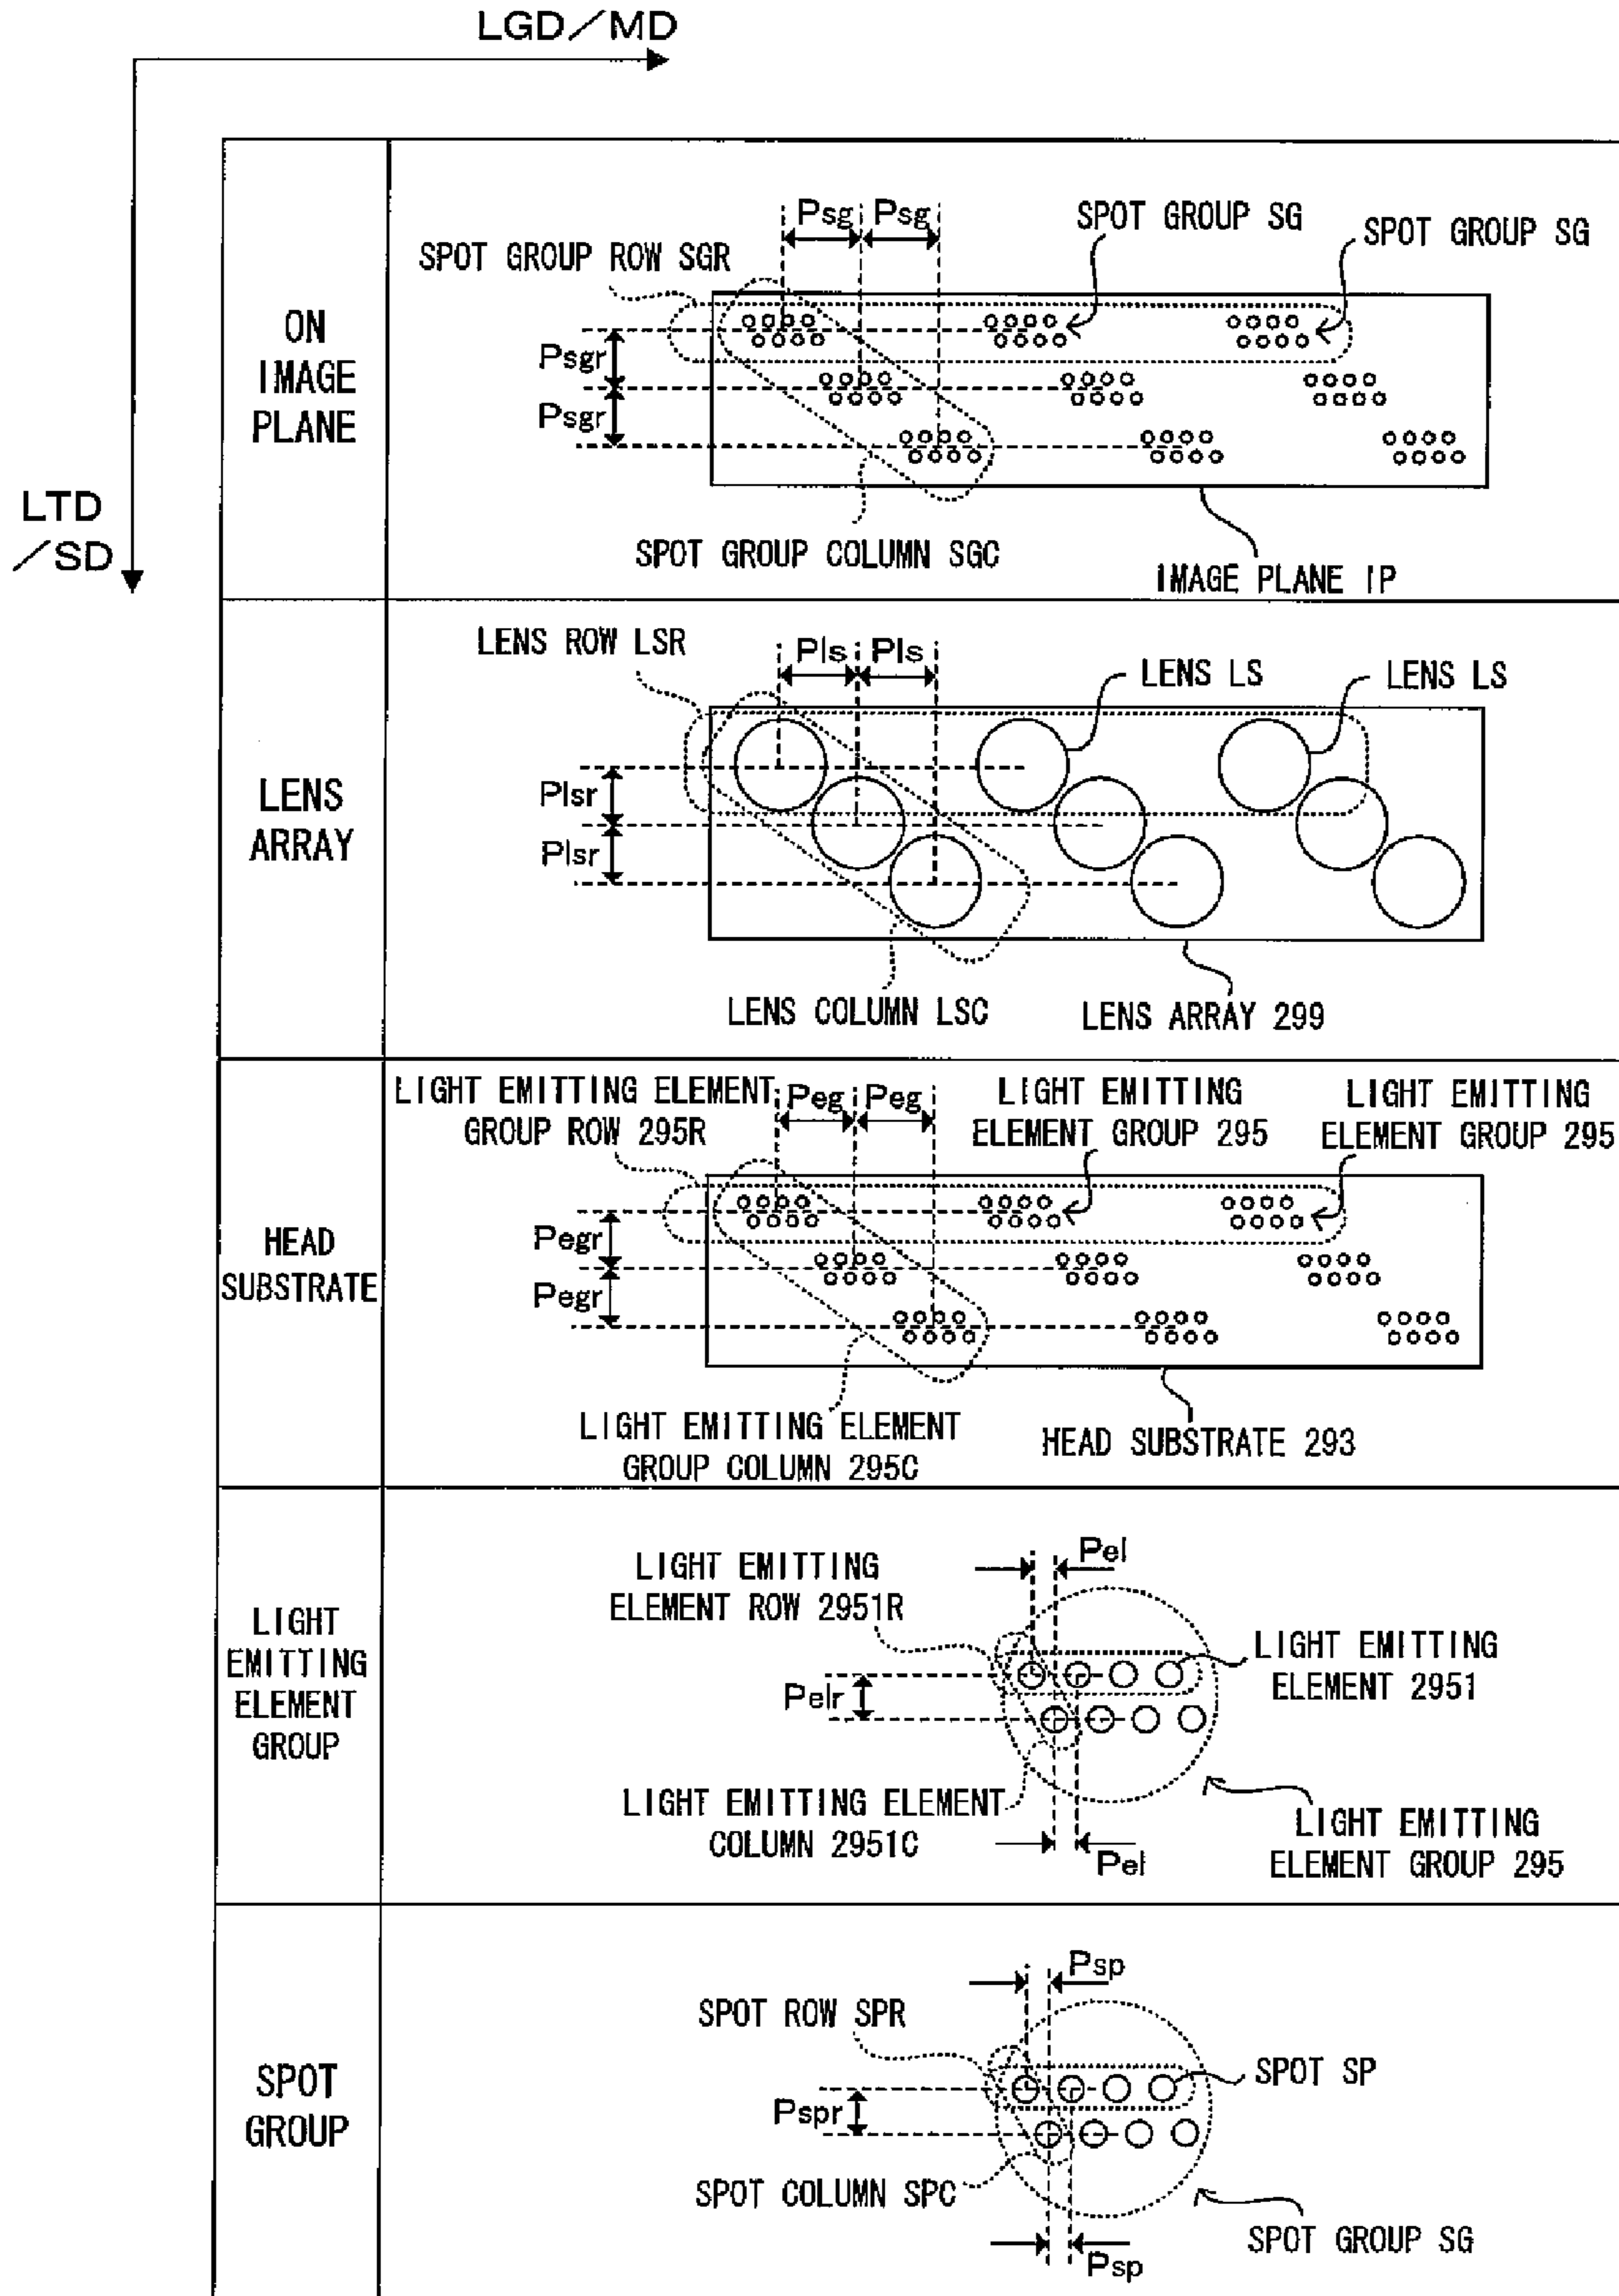 LGD/MD
LTD
/SD
ON
IMAGE
PLANE
Psg Psg
SPOT GROUP SG
SPOT GROUP SG
SPOT GROUP ROW SGR
Psgr
Psgr
SPOT GROUP COLUMN SGC
IMAGE PLANE IP
LENS
ARRAY
LENS ROW LSR
Pls Pls
LENS LS
LENS LS
Plsr
Plsr
LENS COLUMN LSC
LENS ARRAY 299
HEAD
SUBSTRATE
LIGHT EMITTING ELEMENT
GROUP ROW 295R
Peg Peg
LIGHT EMITTING
ELEMENT GROUP 295
LIGHT EMITTING
ELEMENT GROUP 295
Pegr
Pegr
LIGHT EMITTING ELEMENT
GROUP COLUMN 295C
HEAD SUBSTRATE 293
LIGHT
EMITTING
ELEMENT
GROUP
LIGHT EMITTING
ELEMENT ROW 2951R
Pel
LIGHT EMITTING
ELEMENT 2951
Pelr
LIGHT EMITTING ELEMENT
COLUMN 2951C
Pel
LIGHT EMITTING
ELEMENT GROUP 295
SPOT
GROUP
Psp
SPOT ROW SPR
SPOT SP
Pspr
SPOT COLUMN SPC
Psp
SPOT GROUP SG